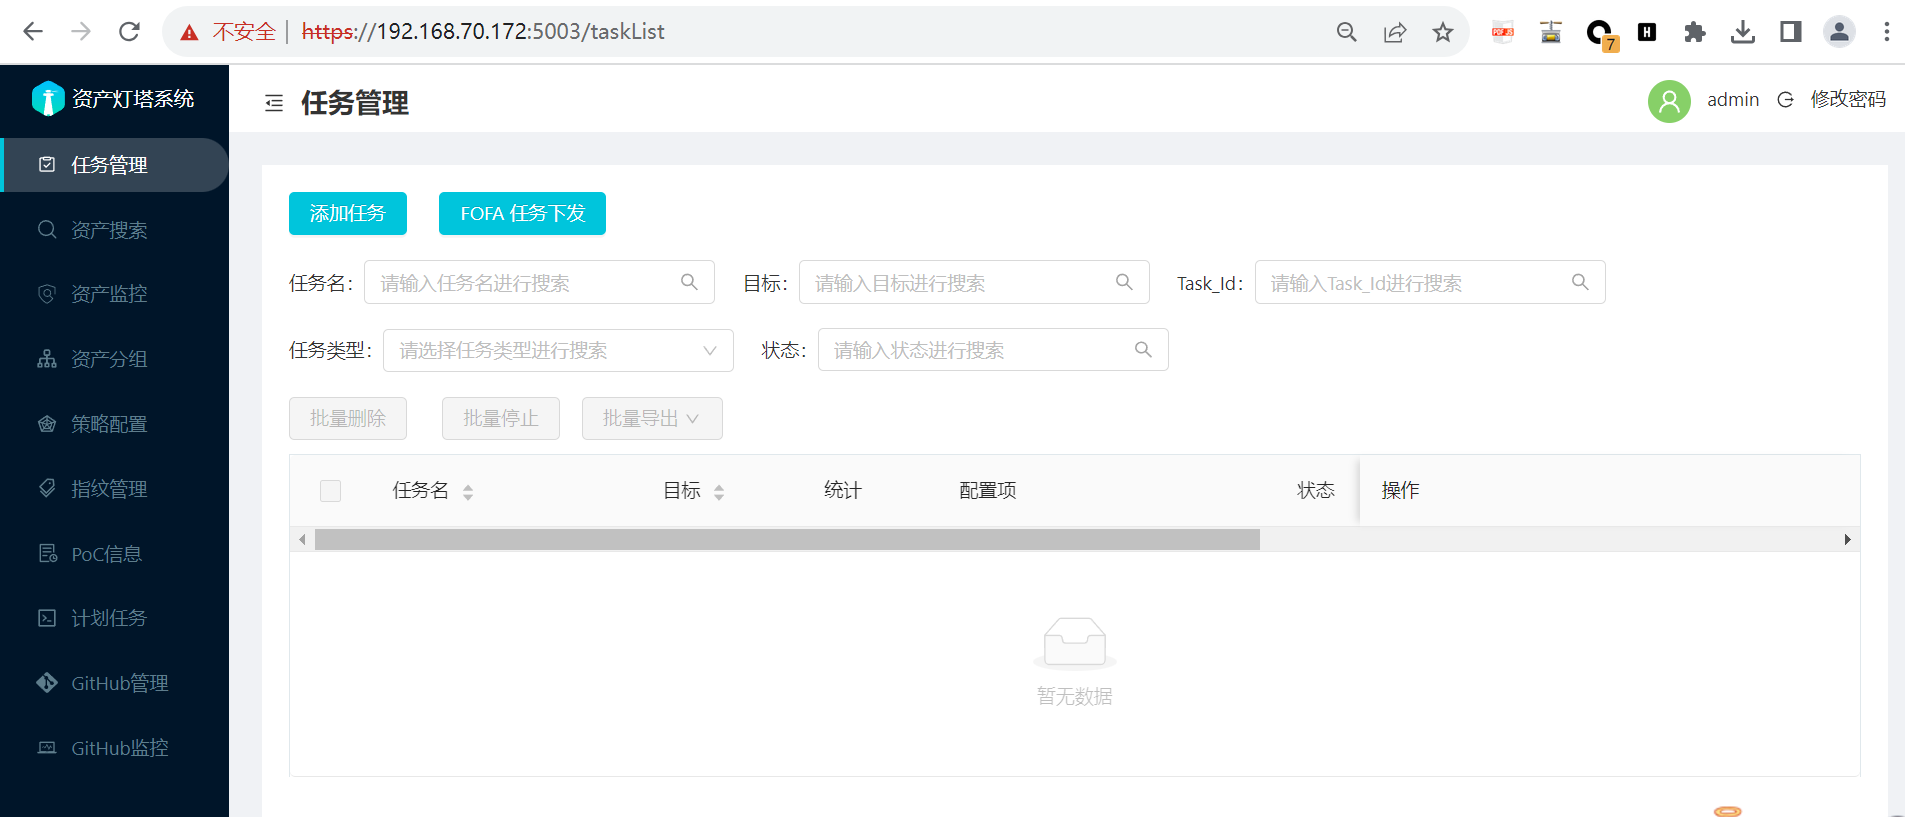 不安全 https://192.168.70.172:5003/taskList
7
H
资产灯塔系统
任务管理
资产搜索
资产监控
资产分组
策略配置
指纹管理
PoC信息
计划任务
GitHub管理
GitHub监控
任务管理
admin 修改密码
添加任务 FOFA 任务下发
任务名： 请输入任务名进行搜索 目标： 请输入目标进行搜索 Task_Id： 请输入Task_Id进行搜索
任务类型： 请选择任务类型进行搜索 状态： 请输入状态进行搜索
批量删除 批量停止 批量导出
任务名 目标 统计 配置项 状态 操作
暂无数据